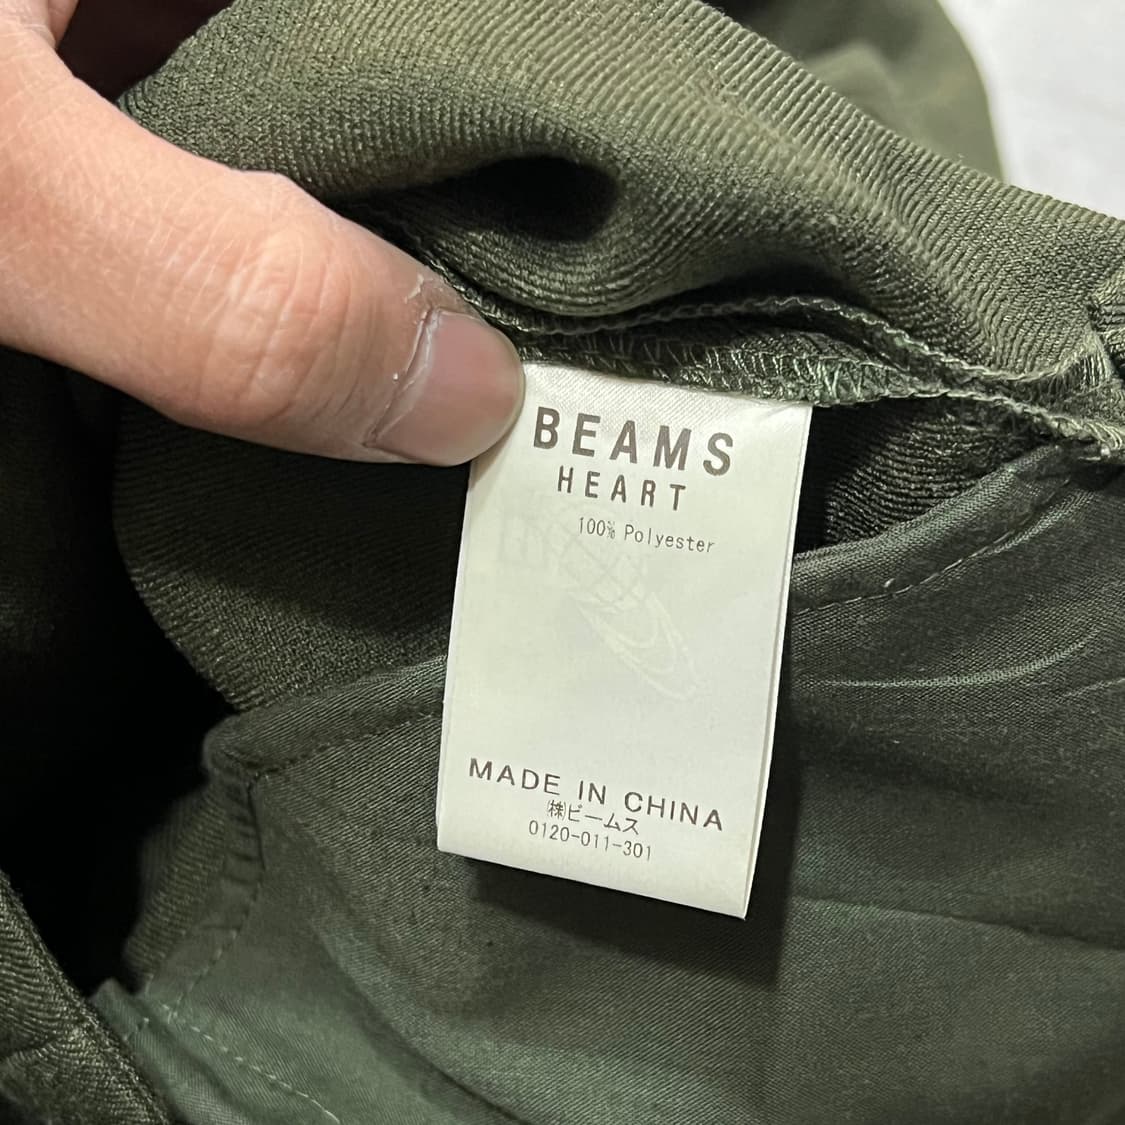 BEAMS
HEART
100% Polyester
MADE IN CHINA
㈱ビームス
0120-011-301